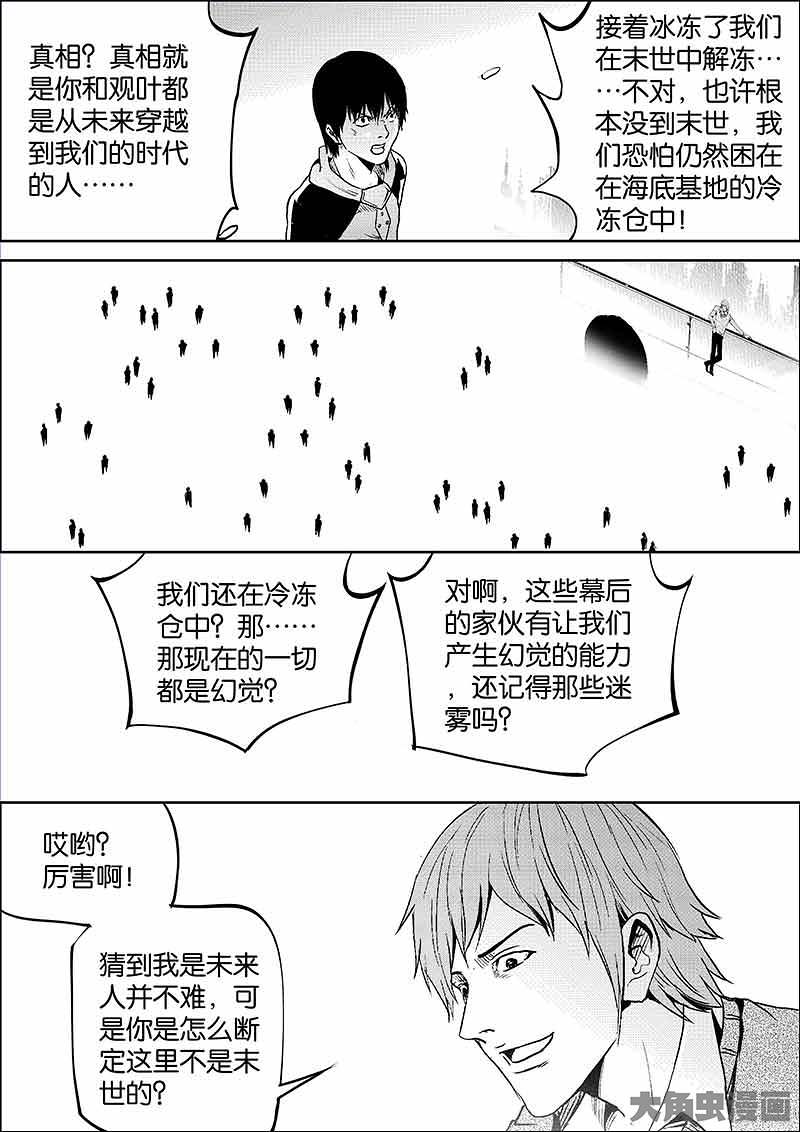 真相？真相就
是你和观叶都
是从未来穿越
到我们的时代
的人……
接着冰冻了我们
在末世中解冻…
…不对，也许根
本没到末世，我
们恐怕仍然困在
在海底基地的冷
冻仓中！
我们还在冷冻
仓中？那……
那现在的一切
都是幻觉？
对啊，这些幕后
的家伙有让我们
产生幻觉的能力
，还记得那些迷
雾吗？
哎哟？
厉害啊！
猜到我是未来
人并不难，可
是你是怎么断
定这里不是末
世的？
大角虫漫画